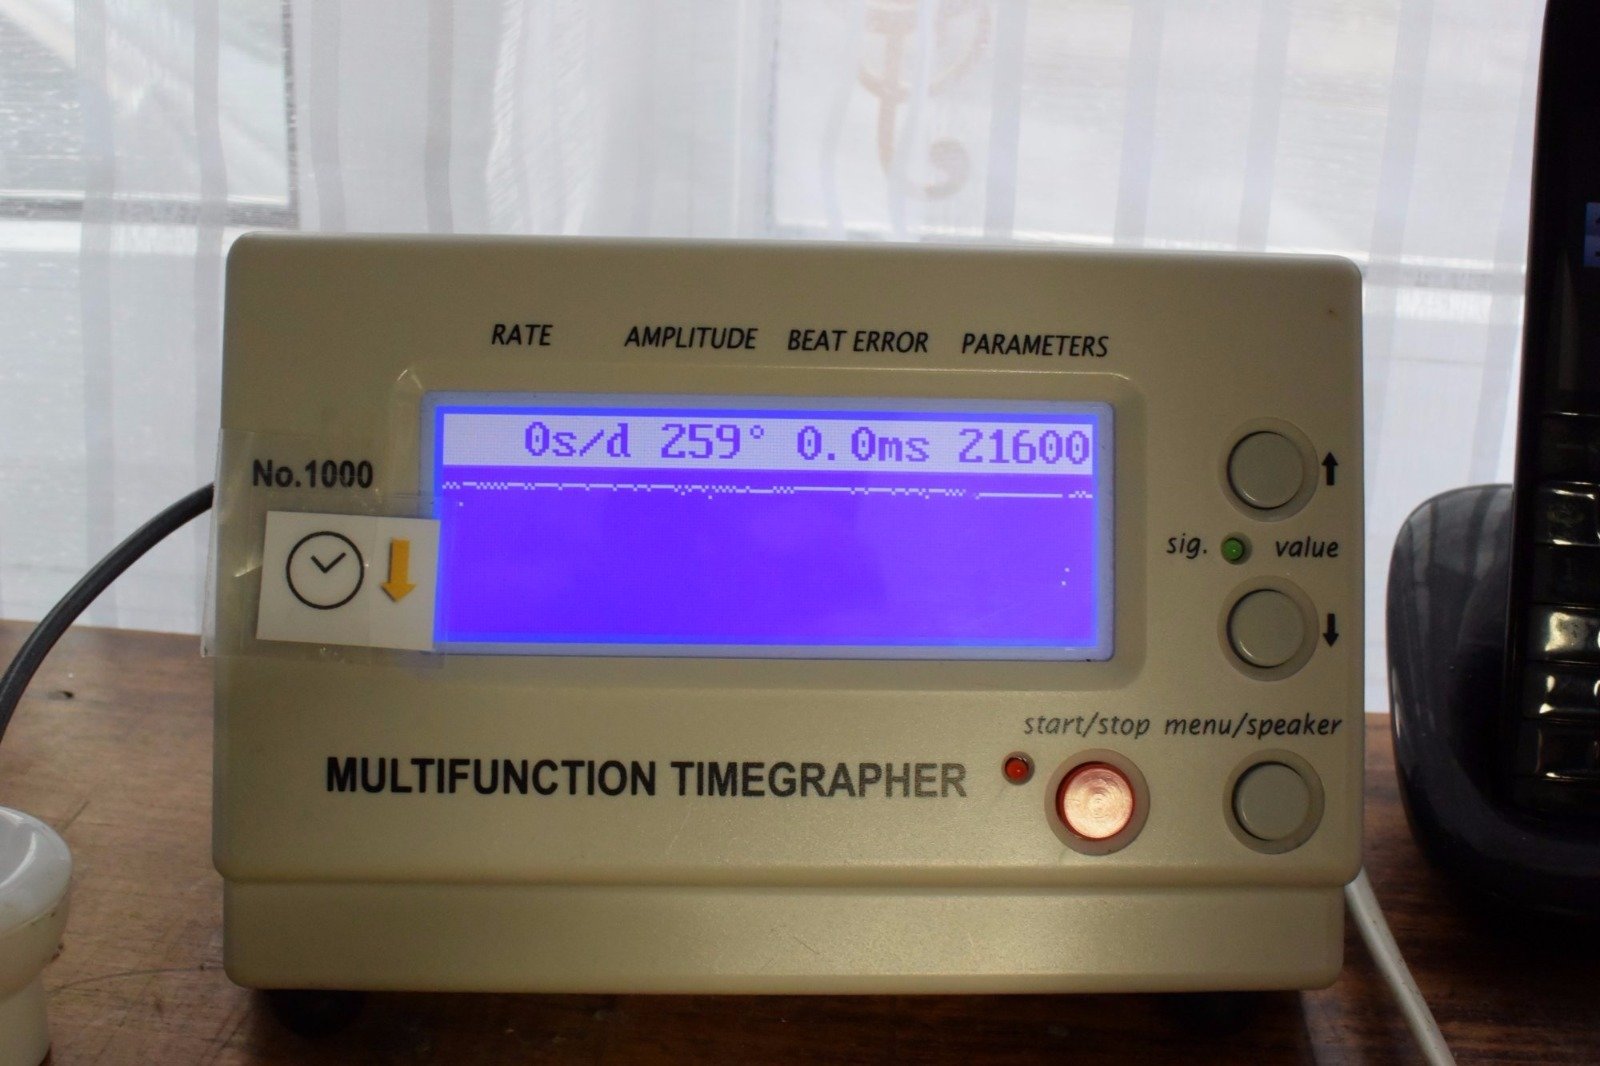 RATE AMPLITUDE BEAT ERROR PARAMETERS
0s/d 259° 0.0ms 21600
No.1000
sig. value
start/stop menu/speaker
MULTIFUNCTION TIMEGRAPHER